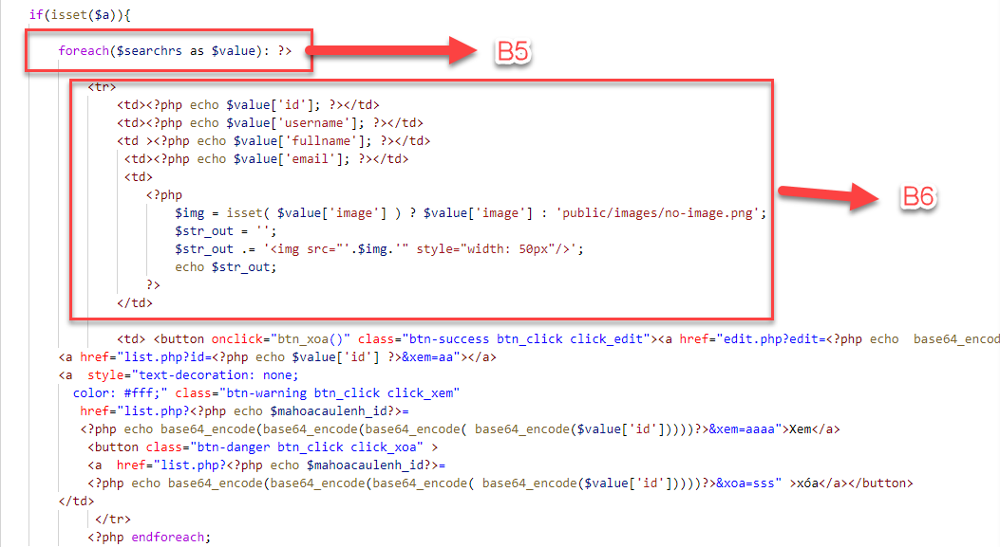 if(isset($a)){
foreach($searchrs as $value): ?>
B5
<tr>
<td><?php echo $value['id']; ?></td>
<td><?php echo $value['username']; ?></td>
<td ><?php echo $value['fullname']; ?></td>
<td><?php echo $value['email']; ?></td>
<td>
<?php
B6
$img = isset( $value['image'] ) ? $value['image'] : 'public/images/no-image.png';
$str_out = '';
$str_out .= '<img src="'.$img.'" style="width: 50px"/>';
echo $str_out;
?>
</td>
<td> <button onclick="btn_xoa()" class="btn-success btn_click click_edit"><a href="edit.php?edit=<?php echo  base64_encod
<a href="list.php?id=<?php echo $value['id'] ?>&xem=aa"></a>
<a  style="text-decoration: none;
color: #fff;" class="btn-warning btn_click click_xem"
href="list.php?<?php echo $mahoacaulenh_id?>=
<?php echo base64_encode(base64_encode(base64_encode( base64_encode($value['id']))))?>&xem=aaaa">Xem</a>
<button class="btn-danger btn_click click_xoa" >
<a  href="list.php?<?php echo $mahoacaulenh_id?>=
<?php echo base64_encode(base64_encode(base64_encode( base64_encode($value['id']))))?>&xoa=sss" >xóa</a></button>
</td>
</tr>
<?php endforeach;